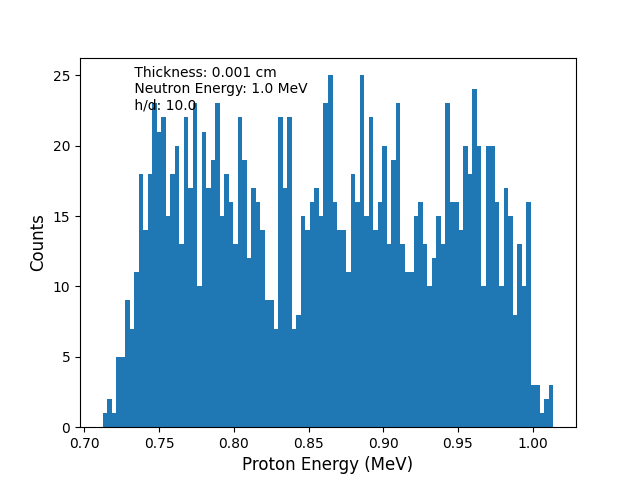 Thickness: 0.001 cm
Neutron Energy: 1.0 MeV
h/d: 10.0
25
20
15
10
5
0
Counts
0.70 0.75 0.80 0.85 0.90 0.95 1.00
Proton Energy (MeV)